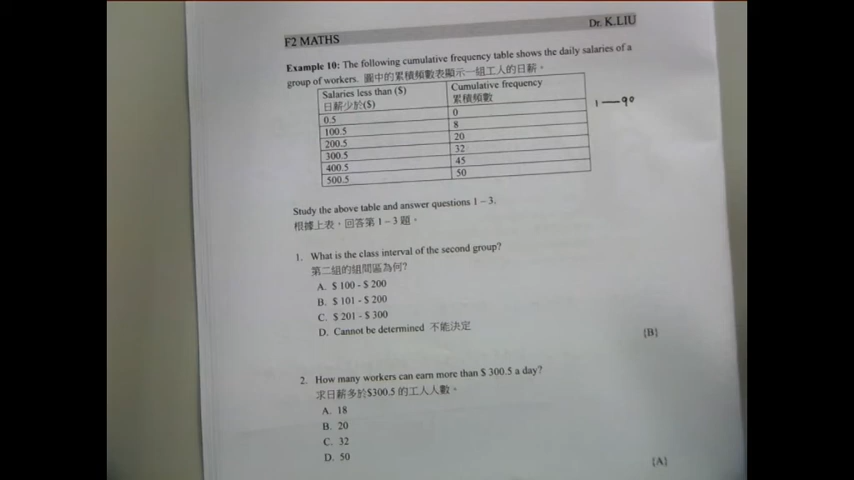 F2 MATHS
Dr. K.LIU
Example 10: The following cumulative frequency table shows the daily salaries of a
group of workers. 圖中的累積頻數表顯示一組工人的日薪。
Salaries less than ($)
日薪少於($)
Cumulative frequency
累積頻數
0.5 0
100.5 8
200.5 20
300.5 32
400.5 45
500.5 50
1 — 90
Study the above table and answer questions 1 – 3.
根據上表，回答第 1 – 3 題。
1. What is the class interval of the second group?
第二組的組間區為何?
A. $ 100 - $ 200
B. $ 101 - $ 200
C. $ 201 - $ 300
D. Cannot be determined 不能決定
[B]
2. How many workers can earn more than $ 300.5 a day?
求日薪多於$300.5 的工人人數。
A. 18
B. 20
C. 32
D. 50
[A]